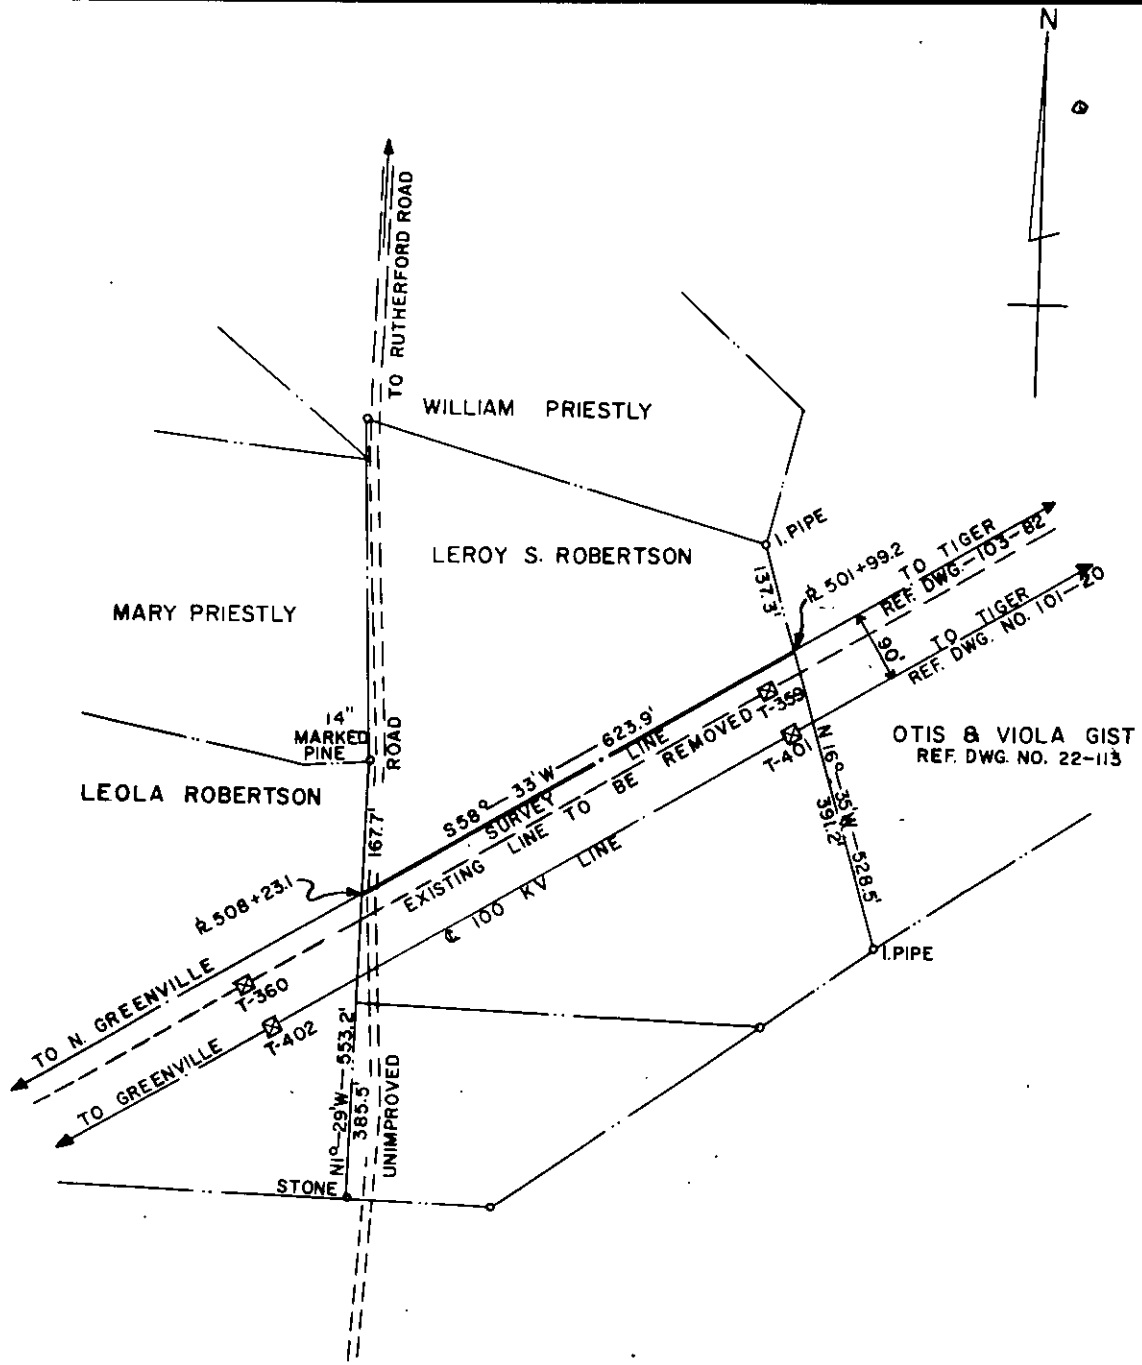 N
TO RUTHERFORD ROAD
WILLIAM PRIESTLY
I. PIPE
LEROY S. ROBERTSON
137.3'
501+99.2
TO TIGER
REF. DWG.-103-82
TO TIGER
REF. DWG. NO. 101-20
90'
MARY PRIESTLY
14"
MARKED
PINE
ROAD
LEOLA ROBERTSON
167.7'
S58°-33'W-623.9'
SURVEY LINE
EXISTING LINE TO BE REMOVED
T-359
T-401
℄ 100 KV LINE
OTIS & VIOLA GIST
REF. DWG. NO. 22-113
N 16°-35'W-528.5'
391.2'
508+23.1
I.PIPE
TO N. GREENVILLE
T-360
T-402
TO GREENVILLE
N1°-29'W-553.2'
385.5'
UNIMPROVED
STONE